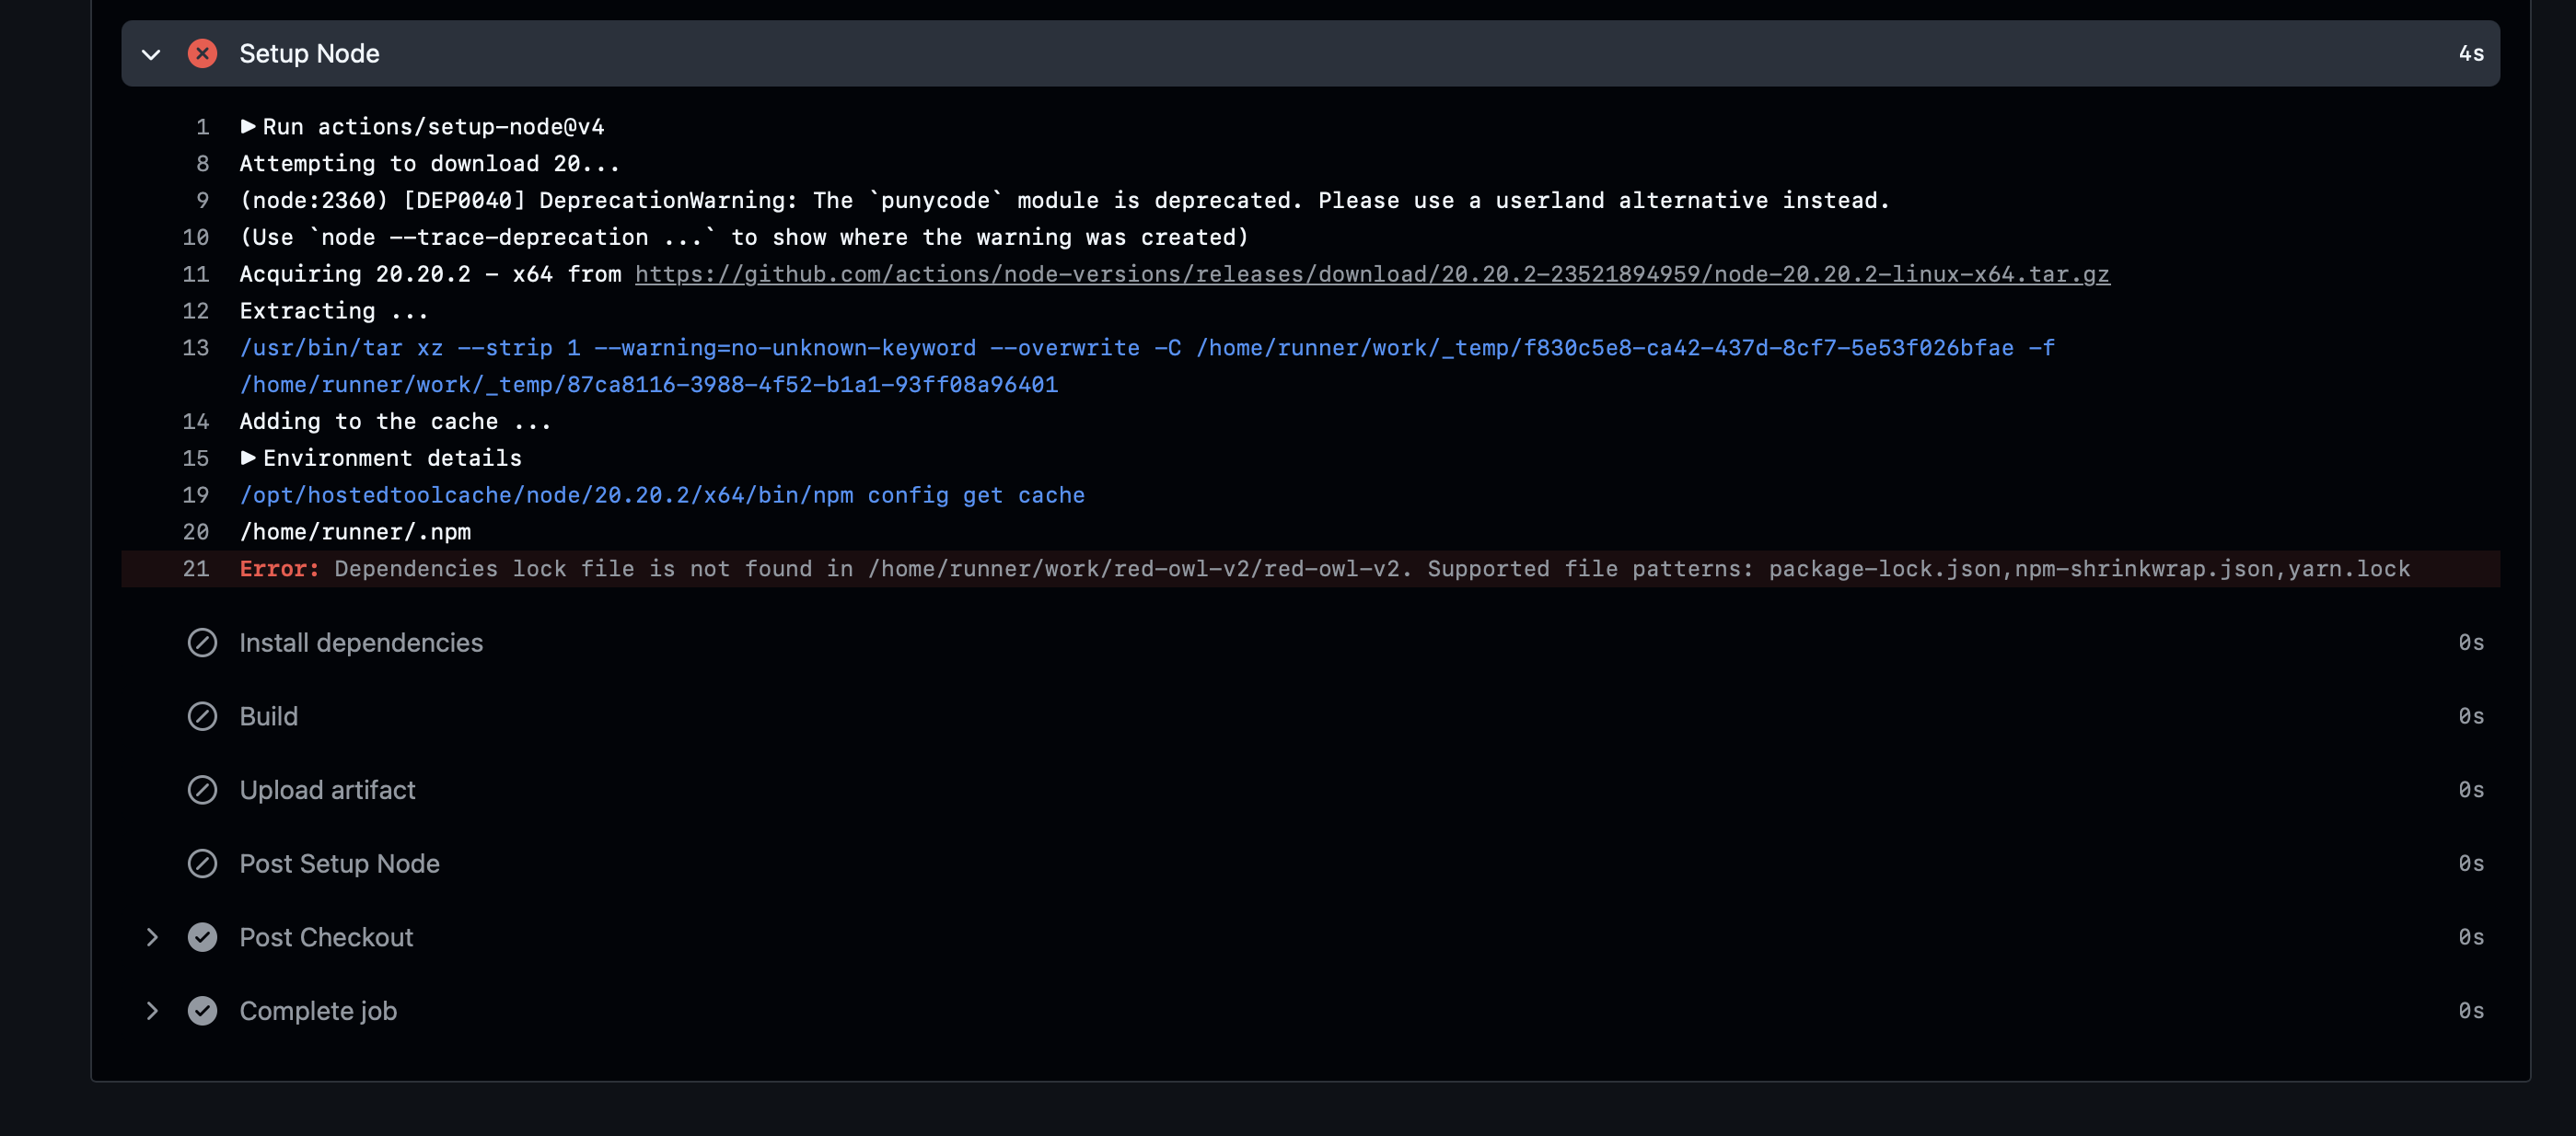 Setup Node 4s
1 Run actions/setup-node@v4
8 Attempting to download 20...
9 (node:2360) [DEP0040] DeprecationWarning: The `punycode` module is deprecated. Please use a userland alternative instead.
10 (Use `node --trace-deprecation ...` to show where the warning was created)
11 Acquiring 20.20.2 - x64 from https://github.com/actions/node-versions/releases/download/20.20.2-23521894959/node-20.20.2-linux-x64.tar.gz
12 Extracting ...
13 /usr/bin/tar xz --strip 1 --warning=no-unknown-keyword --overwrite -C /home/runner/work/_temp/f830c5e8-ca42-437d-8cf7-5e53f026bfae -f
/home/runner/work/_temp/87ca8116-3988-4f52-b1a1-93ff08a96401
14 Adding to the cache ...
15 Environment details
19 /opt/hostedtoolcache/node/20.20.2/x64/bin/npm config get cache
20 /home/runner/.npm
21 Error: Dependencies lock file is not found in /home/runner/work/red-owl-v2/red-owl-v2. Supported file patterns: package-lock.json,npm-shrinkwrap.json,yarn.lock
Install dependencies 0s
Build 0s
Upload artifact 0s
Post Setup Node 0s
Post Checkout 0s
Complete job 0s